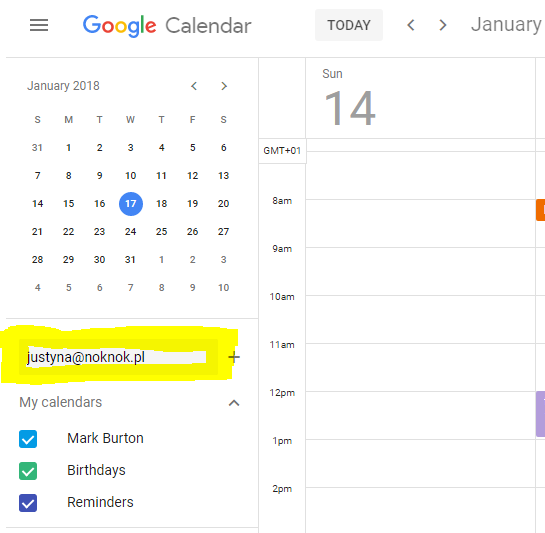 Google Calendar TODAY January
January 2018
S M T W T F S
31 1 2 3 4 5 6
7 8 9 10 11 12 13
14 15 16 17 18 19 20
21 22 23 24 25 26 27
28 29 30 31 1 2 3
4 5 6 7 8 9 10
justyna@noknok.pl
My calendars
Mark Burton
Birthdays
Reminders
Sun
14
GMT+01
8am
9am
10am
11am
12pm
1pm
2pm